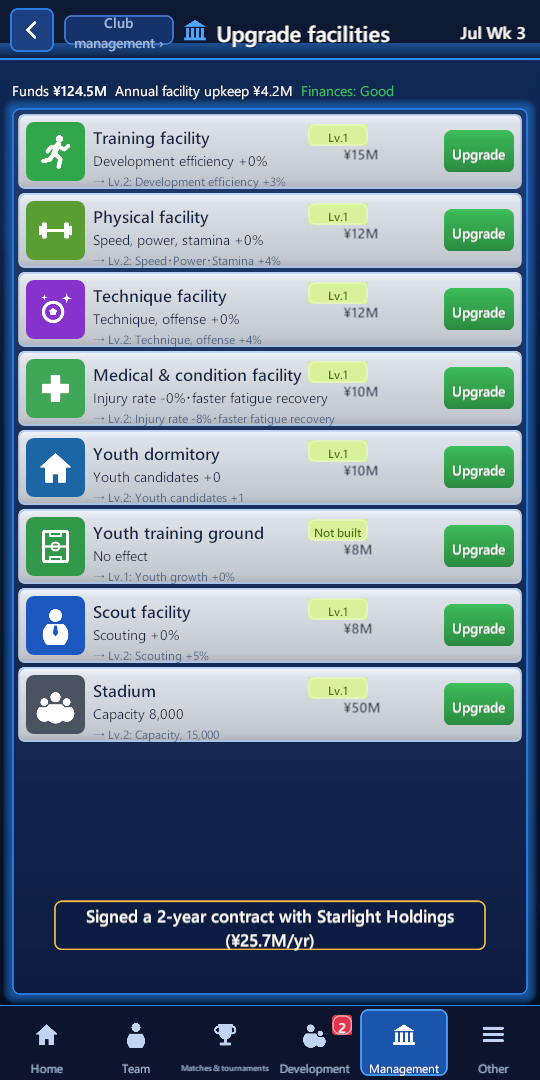 Club
management ›
Upgrade facilities
Jul Wk 3
Funds ¥124.5M Annual facility upkeep ¥4.2M Finances: Good
Training facility
Lv.1
Development efficiency +0%
¥15M
Upgrade
→ Lv.2: Development efficiency +3%
Physical facility
Lv.1
Speed, power, stamina +0%
¥12M
Upgrade
→ Lv.2: Speed·Power·Stamina +4%
Technique facility
Lv.1
Technique, offense +0%
¥12M
Upgrade
→ Lv.2: Technique, offense +4%
Medical & condition facility
Lv.1
Injury rate -0%·faster fatigue recovery
¥10M
Upgrade
→ Lv.2: Injury rate -8%·faster fatigue recovery
Youth dormitory
Lv.1
Youth candidates +0
¥10M
Upgrade
→ Lv.2: Youth candidates +1
Youth training ground
Not built
No effect
¥8M
Upgrade
→ Lv.1: Youth growth +0%
Scout facility
Lv.1
Scouting +0%
¥8M
Upgrade
→ Lv.2: Scouting +5%
Stadium
Lv.1
Capacity 8,000
¥50M
Upgrade
→ Lv.2: Capacity, 15,000
Signed a 2-year contract with Starlight Holdings
(¥25.7M/yr)
2
Home
Team
Matches & tournaments
Development
Management
Other